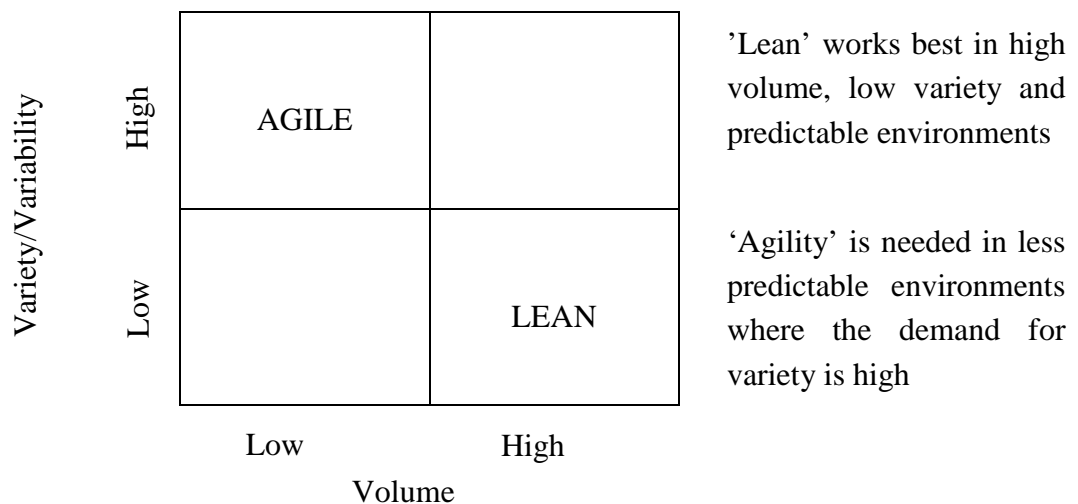 Variety/Variability
High
Low
AGILE
LEAN
Low
High
Volume
’Lean’ works best in high
volume, low variety and
predictable environments
‘Agility’ is needed in less
predictable environments
where the demand for
variety is high